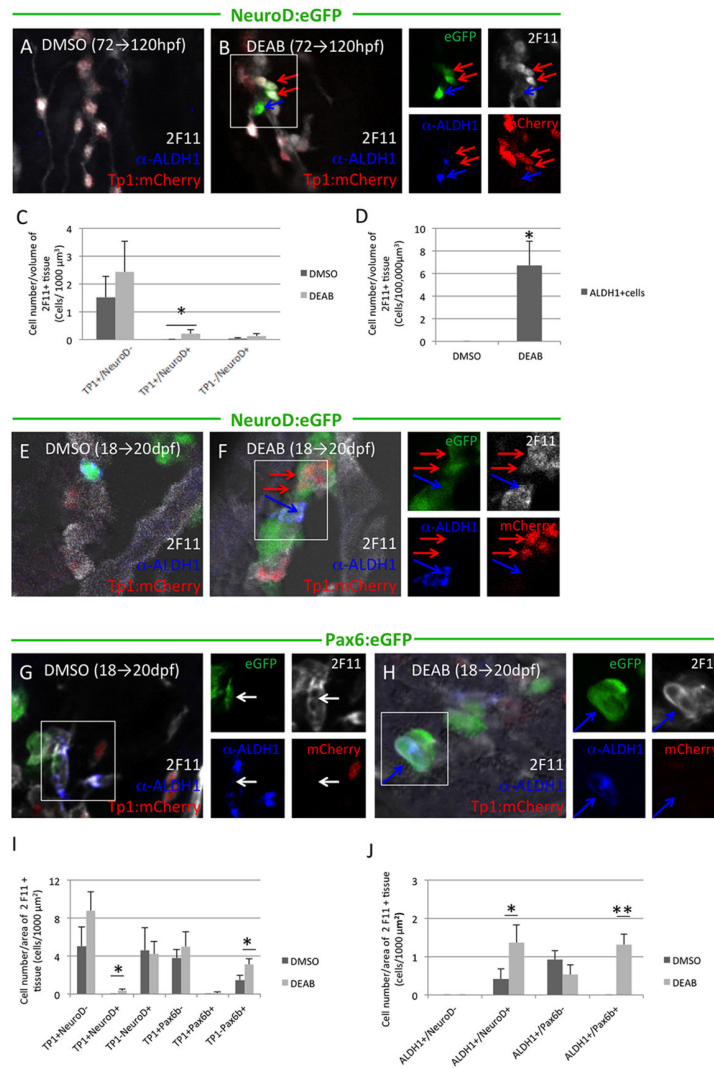 NeuroD:eGFP
A DMSO (72→120hpf)
2F11
α-ALDH1
Tp1:mCherry
B DEAB (72→120hpf)
2F11
α-ALDH1
Tp1:mCherry
eGFP
2F11
α-ALDH1
mCherry
C
Cell number/volume of
2F11+ tissue
(Cells/ 1000 µm³)
4
3
2
1
0
*
TP1+/NeuroD-
TP1+/NeuroD+
TP1-/NeuroD+
DMSO
DEAB
D
Cell number/volume of
2F11+ tissue
(Cells/100,000µm³)
10
8
6
4
2
0
*
DMSO
DEAB
ALDH1+cells
NeuroD:eGFP
E DMSO (18→20dpf)
2F11
α-ALDH1
Tp1:mCherry
F DEAB (18→20dpf)
2F11
α-ALDH1
Tp1:mCherry
eGFP
2F11
α-ALDH1
mCherry
Pax6:eGFP
G DMSO (18→20dpf)
2F11
α-ALDH1
Tp1:mCherry
eGFP
2F11
α-ALDH1
mCherry
H DEAB (18→20dpf)
2F11
α-ALDH1
Tp1:mCherry
eGFP
2F1
α-ALDH1
mCherry
I
Cell number/area of 2 F11 +
tissue (cells/1000 µm²)
12
8
4
0
*
*
TP1+NeuroD-
TP1+NeuroD+
TP1-NeuroD+
TP1+Pax6b-
TP1+Pax6b+
TP1-Pax6b+
DMSO
DEAB
J
Cell number/area of 2 F11 + tissue
(cells/1000 µm²)
3
2
1
0
*
**
ALDH1+/NeuroD-
ALDH1+/NeuroD+
ALDH1+/Pax6b-
ALDH1+/Pax6b+
DMSO
DEAB